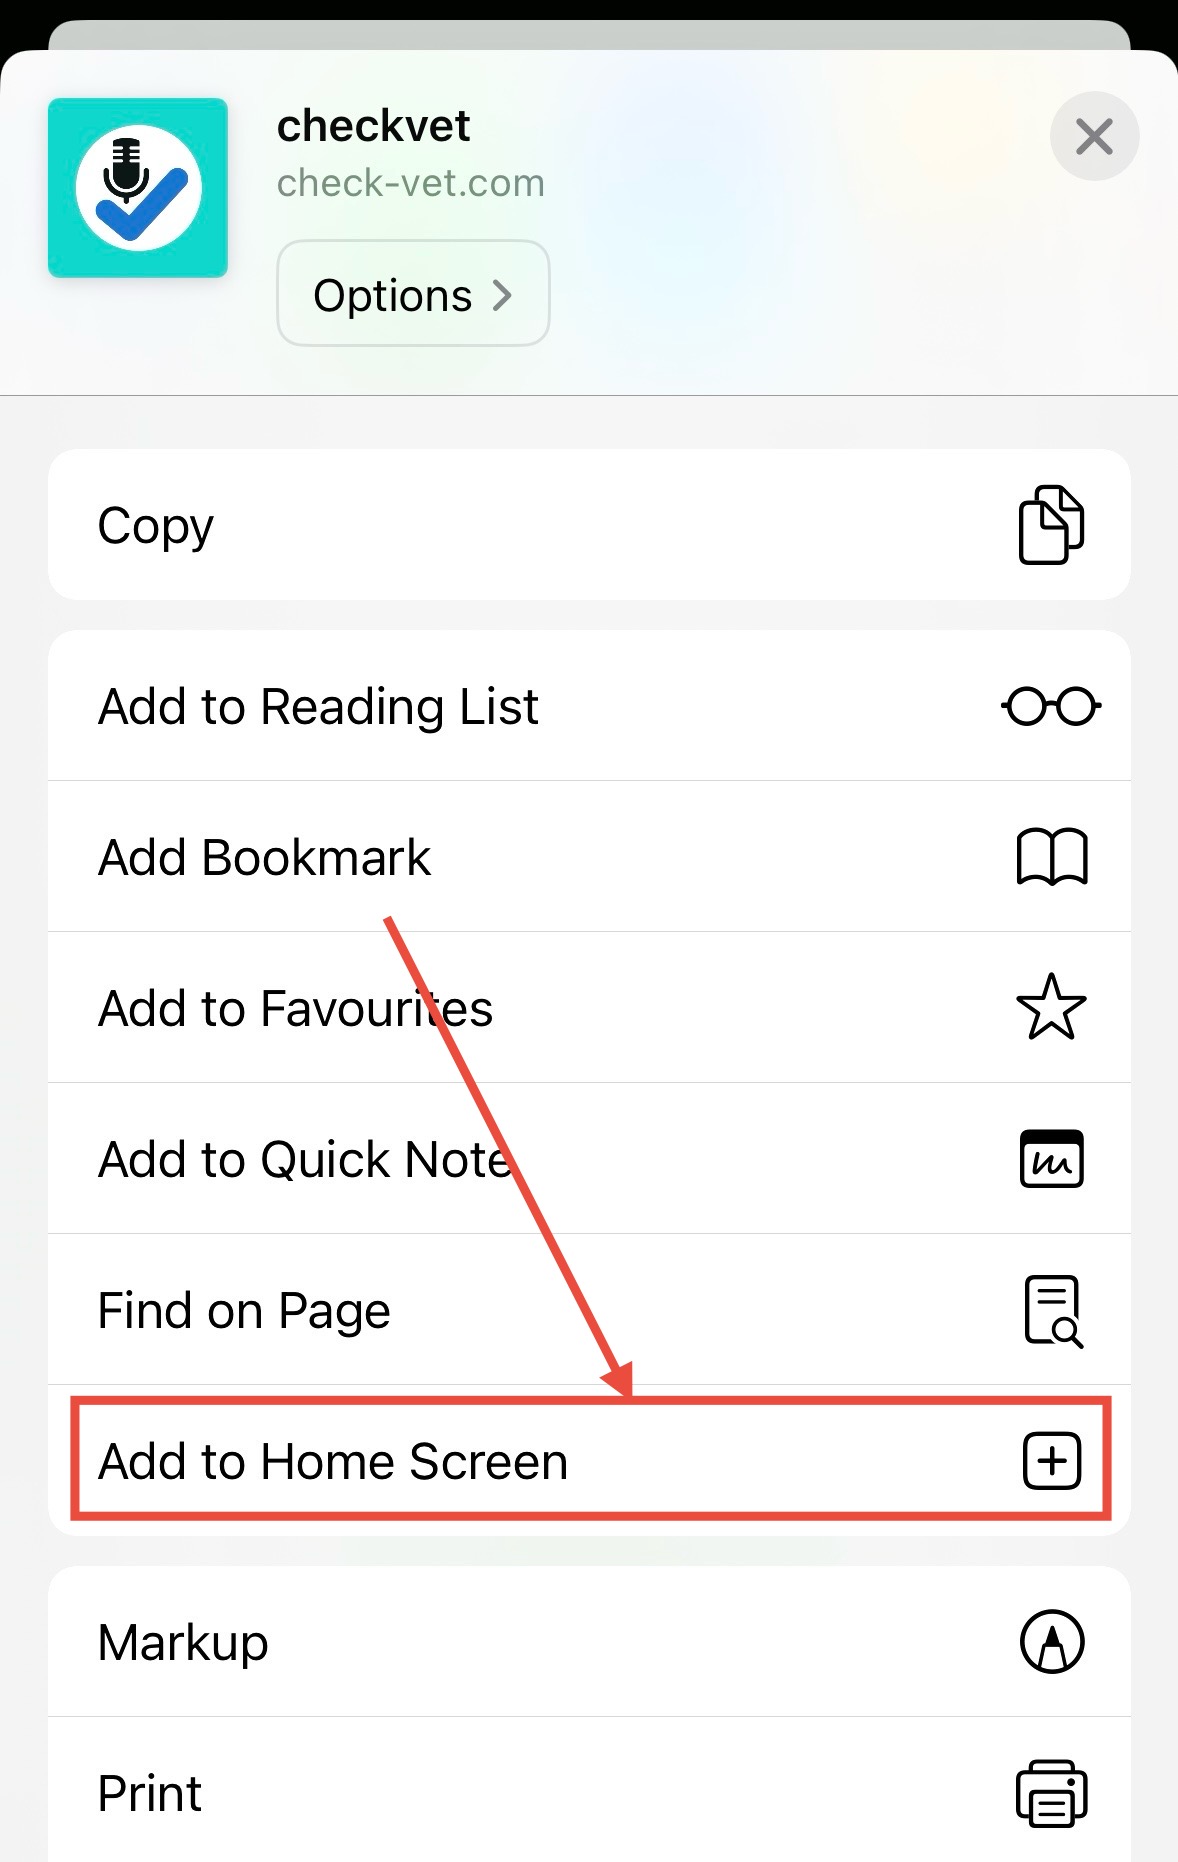 checkvet
check-vet.com
Options
Copy
Add to Reading List
Add Bookmark
Add to Favourites
Add to Quick Note
Find on Page
Add to Home Screen
Markup
Print